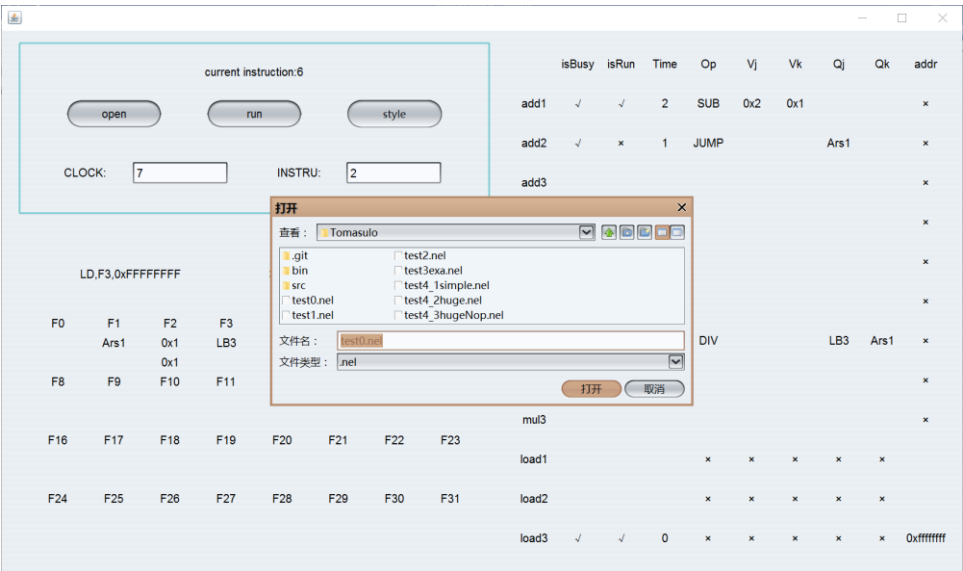 current instruction:6
open run style
CLOCK: 7 INSTRU: 2
LD,F3,0xFFFFFFFF
F0 F1 F2 F3
Ars1 0x1 LB3
0x1
F8 F9 F10 F11
F16 F17 F18 F19 F20 F21 F22 F23
F24 F25 F26 F27 F28 F29 F30 F31
打开
查看： Tomasulo
.git test2.nel
bin test3exa.nel
src test4_1simple.nel
test0.nel test4_2huge.nel
test1.nel test4_3hugeNop.nel
文件名： test0.nel
文件类型： .nel
打开 取消
isBusy isRun Time Op Vj Vk Qj Qk addr
add1 √ √ 2 SUB 0x2 0x1 ×
add2 √ × 1 JUMP Ars1 ×
add3 ×
×
×
×
DIV LB3 Ars1 ×
×
mul3 ×
load1 × × × × ×
load2 × × × × ×
load3 √ √ 0 × × × × × 0xffffffff